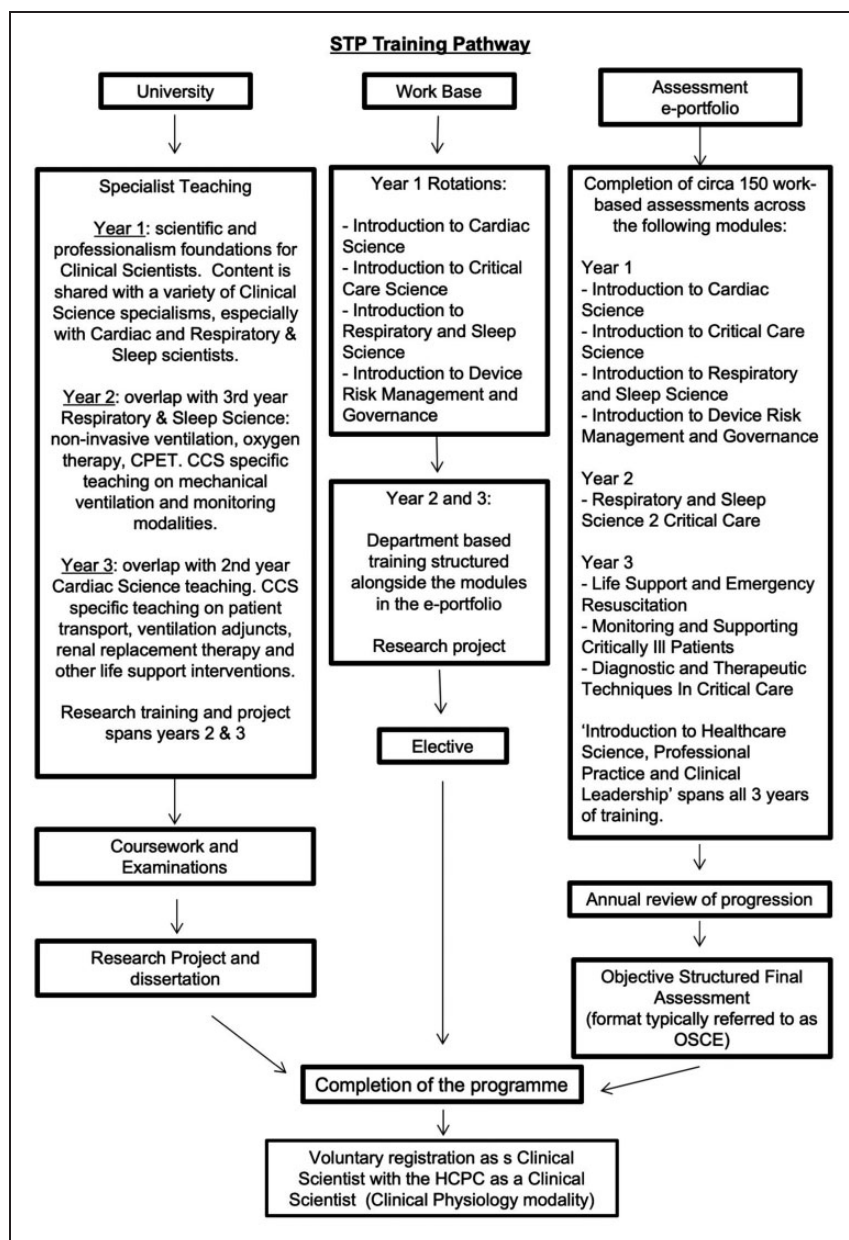 STP Training Pathway
University
Specialist Teaching
Year 1: scientific and
professionalism foundations for
Clinical Scientists. Content is
shared with a variety of Clinical
Science specialisms, especially
with Cardiac and Respiratory &
Sleep scientists.
Year 2: overlap with 3rd year
Respiratory & Sleep Science:
non-invasive ventilation, oxygen
therapy, CPET. CCS specific
teaching on mechanical
ventilation and monitoring
modalities.
Year 3: overlap with 2nd year
Cardiac Science teaching. CCS
specific teaching on patient
transport, ventilation adjuncts,
renal replacement therapy and
other life support interventions.
Research training and project
spans years 2 & 3
Coursework and
Examinations
Research Project and
dissertation
Work Base
Year 1 Rotations:
- Introduction to Cardiac
Science
- Introduction to Critical
Care Science
- Introduction to
Respiratory and Sleep
Science
- Introduction to Device
Risk Management and
Governance
Year 2 and 3:
Department based
training structured
alongside the modules
in the e-portfolio
Research project
Elective
Assessment
e-portfolio
Completion of circa 150 work-
based assessments across
the following modules:
Year 1
- Introduction to Cardiac
Science
- Introduction to Critical Care
Science
- Introduction to Respiratory
and Sleep Science
- Introduction to Device Risk
Management and Governance
Year 2
- Respiratory and Sleep
Science 2 Critical Care
Year 3
- Life Support and Emergency
Resuscitation
- Monitoring and Supporting
Critically Ill Patients
- Diagnostic and Therapeutic
Techniques In Critical Care
‘Introduction to Healthcare
Science, Professional
Practice and Clinical
Leadership’ spans all 3 years
of training.
Annual review of progression
Objective Structured Final
Assessment
(format typically referred to as
OSCE)
Completion of the programme
Voluntary registration as s Clinical
Scientist with the HCPC as a Clinical
Scientist (Clinical Physiology modality)